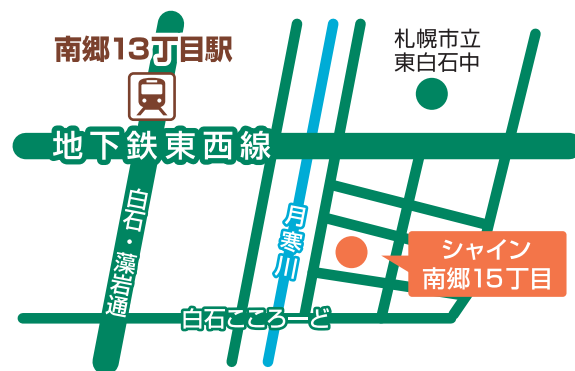 南郷13丁目駅
札幌市立
東白石中
地下鉄東西線
白石・藻岩通
月寒川
シャイン
南郷15丁目
白石こころーど